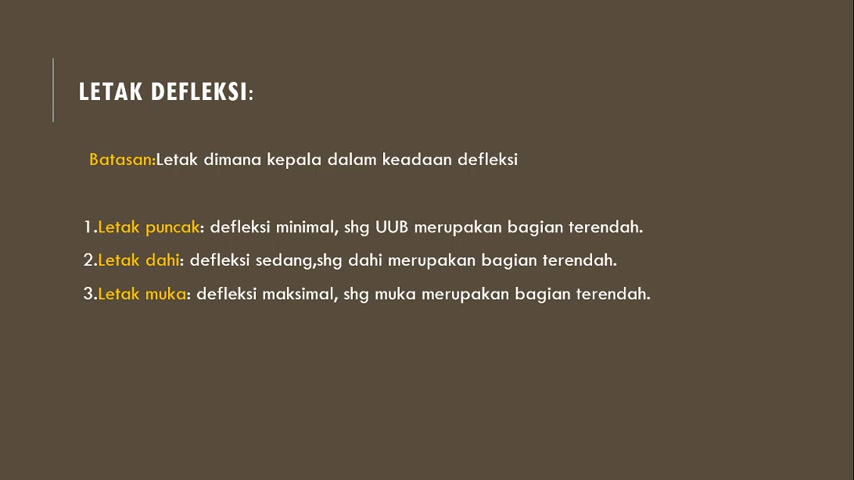 LETAK DEFLEKSI:
Batasan:Letak dimana kepala dalam keadaan defleksi
1.Letak puncak: defleksi minimal, shg UUB merupakan bagian terendah.
2.Letak dahi: defleksi sedang,shg dahi merupakan bagian terendah.
3.Letak muka: defleksi maksimal, shg muka merupakan bagian terendah.